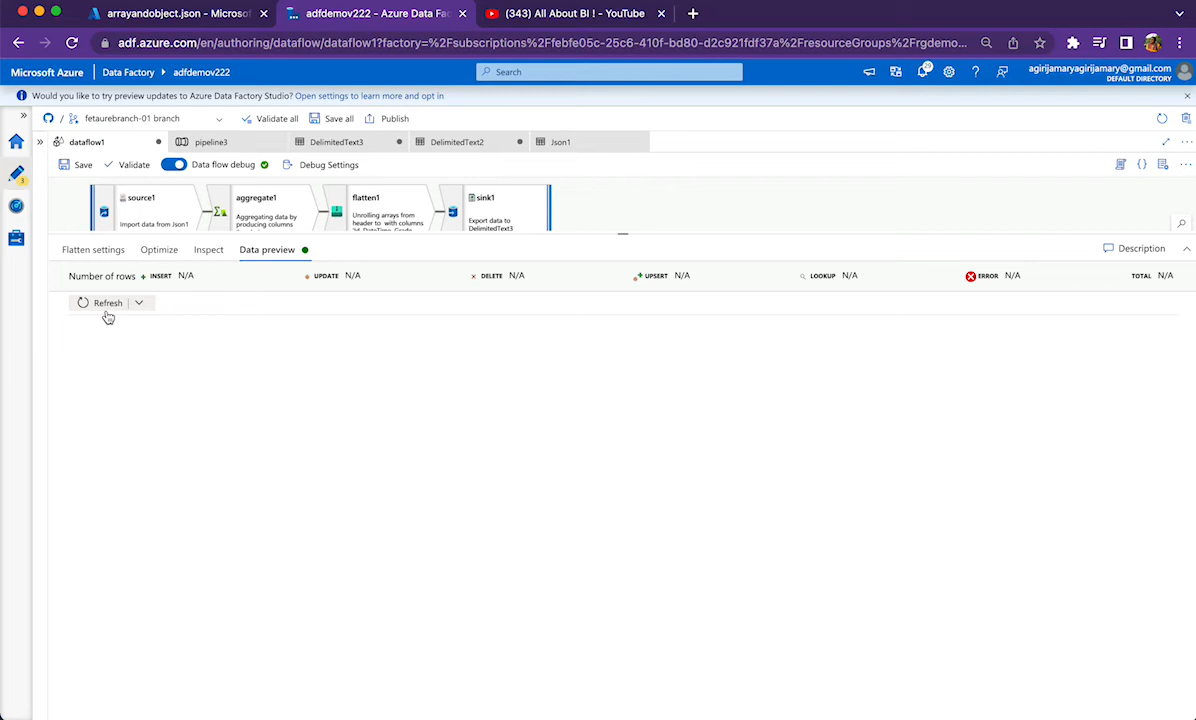 arrayandobject.json - Microsof
adfdemov222 - Azure Data Fac
(343) All About BI ! - YouTube
adf.azure.com/en/authoring/dataflow/dataflow1?factory=%2Fsubscriptions%2Ffebfe05c-25c6-410f-bd80-d2c921fdf37a%2FresourceGroups%2Frgdemo...
Microsoft Azure
Data Factory
adfdemov222
Search
29
agirijamaryagirijamary@gmail.com
DEFAULT DIRECTORY
Would you like to try preview updates to Azure Data Factory Studio? Open settings to learn more and opt in
/ fetaurebranch-01 branch
Validate all
Save all
Publish
dataflow1
pipeline3
DelimitedText3
DelimitedText2
Json1
Save
Validate
Data flow debug
Debug Settings
3
source1
Import data from Json1
aggregate1
Aggregating data by
producing columns
flatten1
Unrolling arrays from
header to with columns
sink1
Export data to
DelimitedText3
Flatten settings
Optimize
Inspect
Data preview
Description
Number of rows
INSERT N/A
UPDATE N/A
DELETE N/A
UPSERT N/A
LOOKUP N/A
ERROR N/A
TOTAL N/A
Refresh